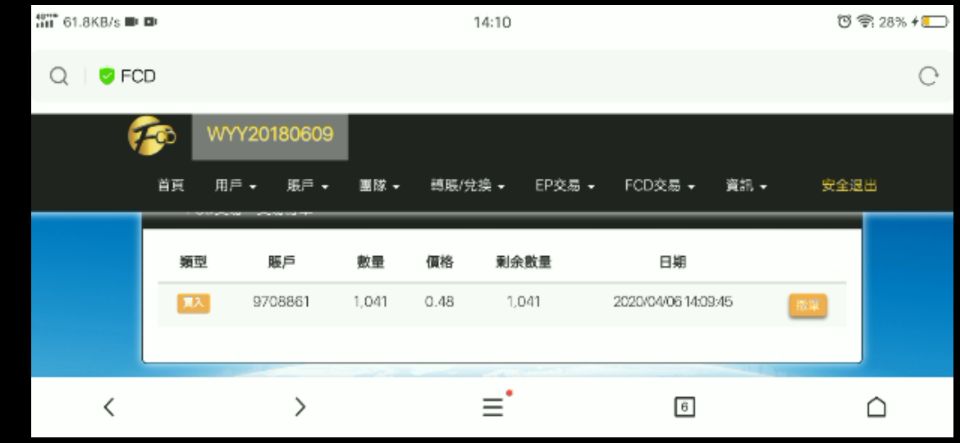 61.8KB/s 14:10 28%
FCD
FCD
WYY20180609
首頁 用戶 賬戶 團隊 轉賬/兌換 EP交易 FCD交易 資訊 安全退出
類型 賬戶 數量 價格 剩余數量 日期
買入 9708861 1,041 0.48 1,041 2020/04/06 14:09:45 撤單
6